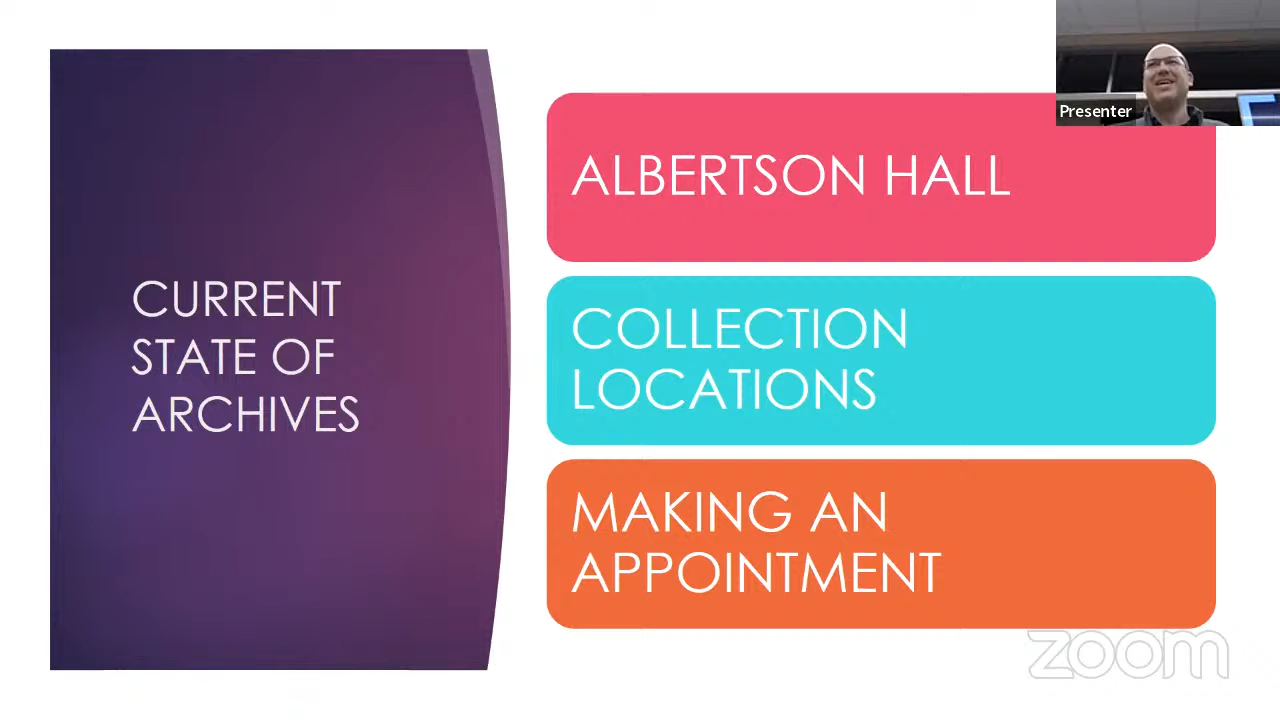 Presenter
ALBERTSON HALL
CURRENT
STATE OF
ARCHIVES
COLLECTION
LOCATIONS
MAKING AN
APPOINTMENT
zoom